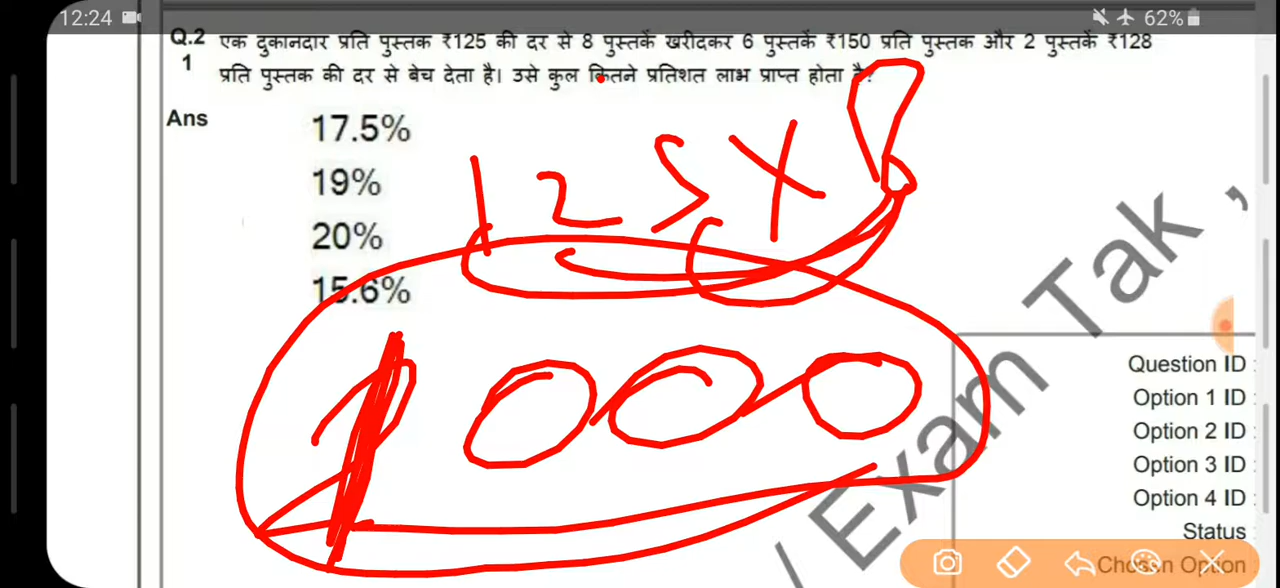 12:24 62%
Q.2 एक दुकानदार प्रति पुस्तक ₹125 की दर से 8 पुस्तकें खरीदकर 6 पुस्तकें ₹150 प्रति पुस्तक और 2 पुस्तकें ₹128
1 प्रति पुस्तक की दर से बेच देता है। उसे कुल कितने प्रतिशत लाभ प्राप्त होता है?
Ans
17.5%
19%
20%
15.6%
125 X 8
1000
/ Exam Tak ,
Question ID :
Option 1 ID :
Option 2 ID :
Option 3 ID :
Option 4 ID :
Status :
Chosen Option :